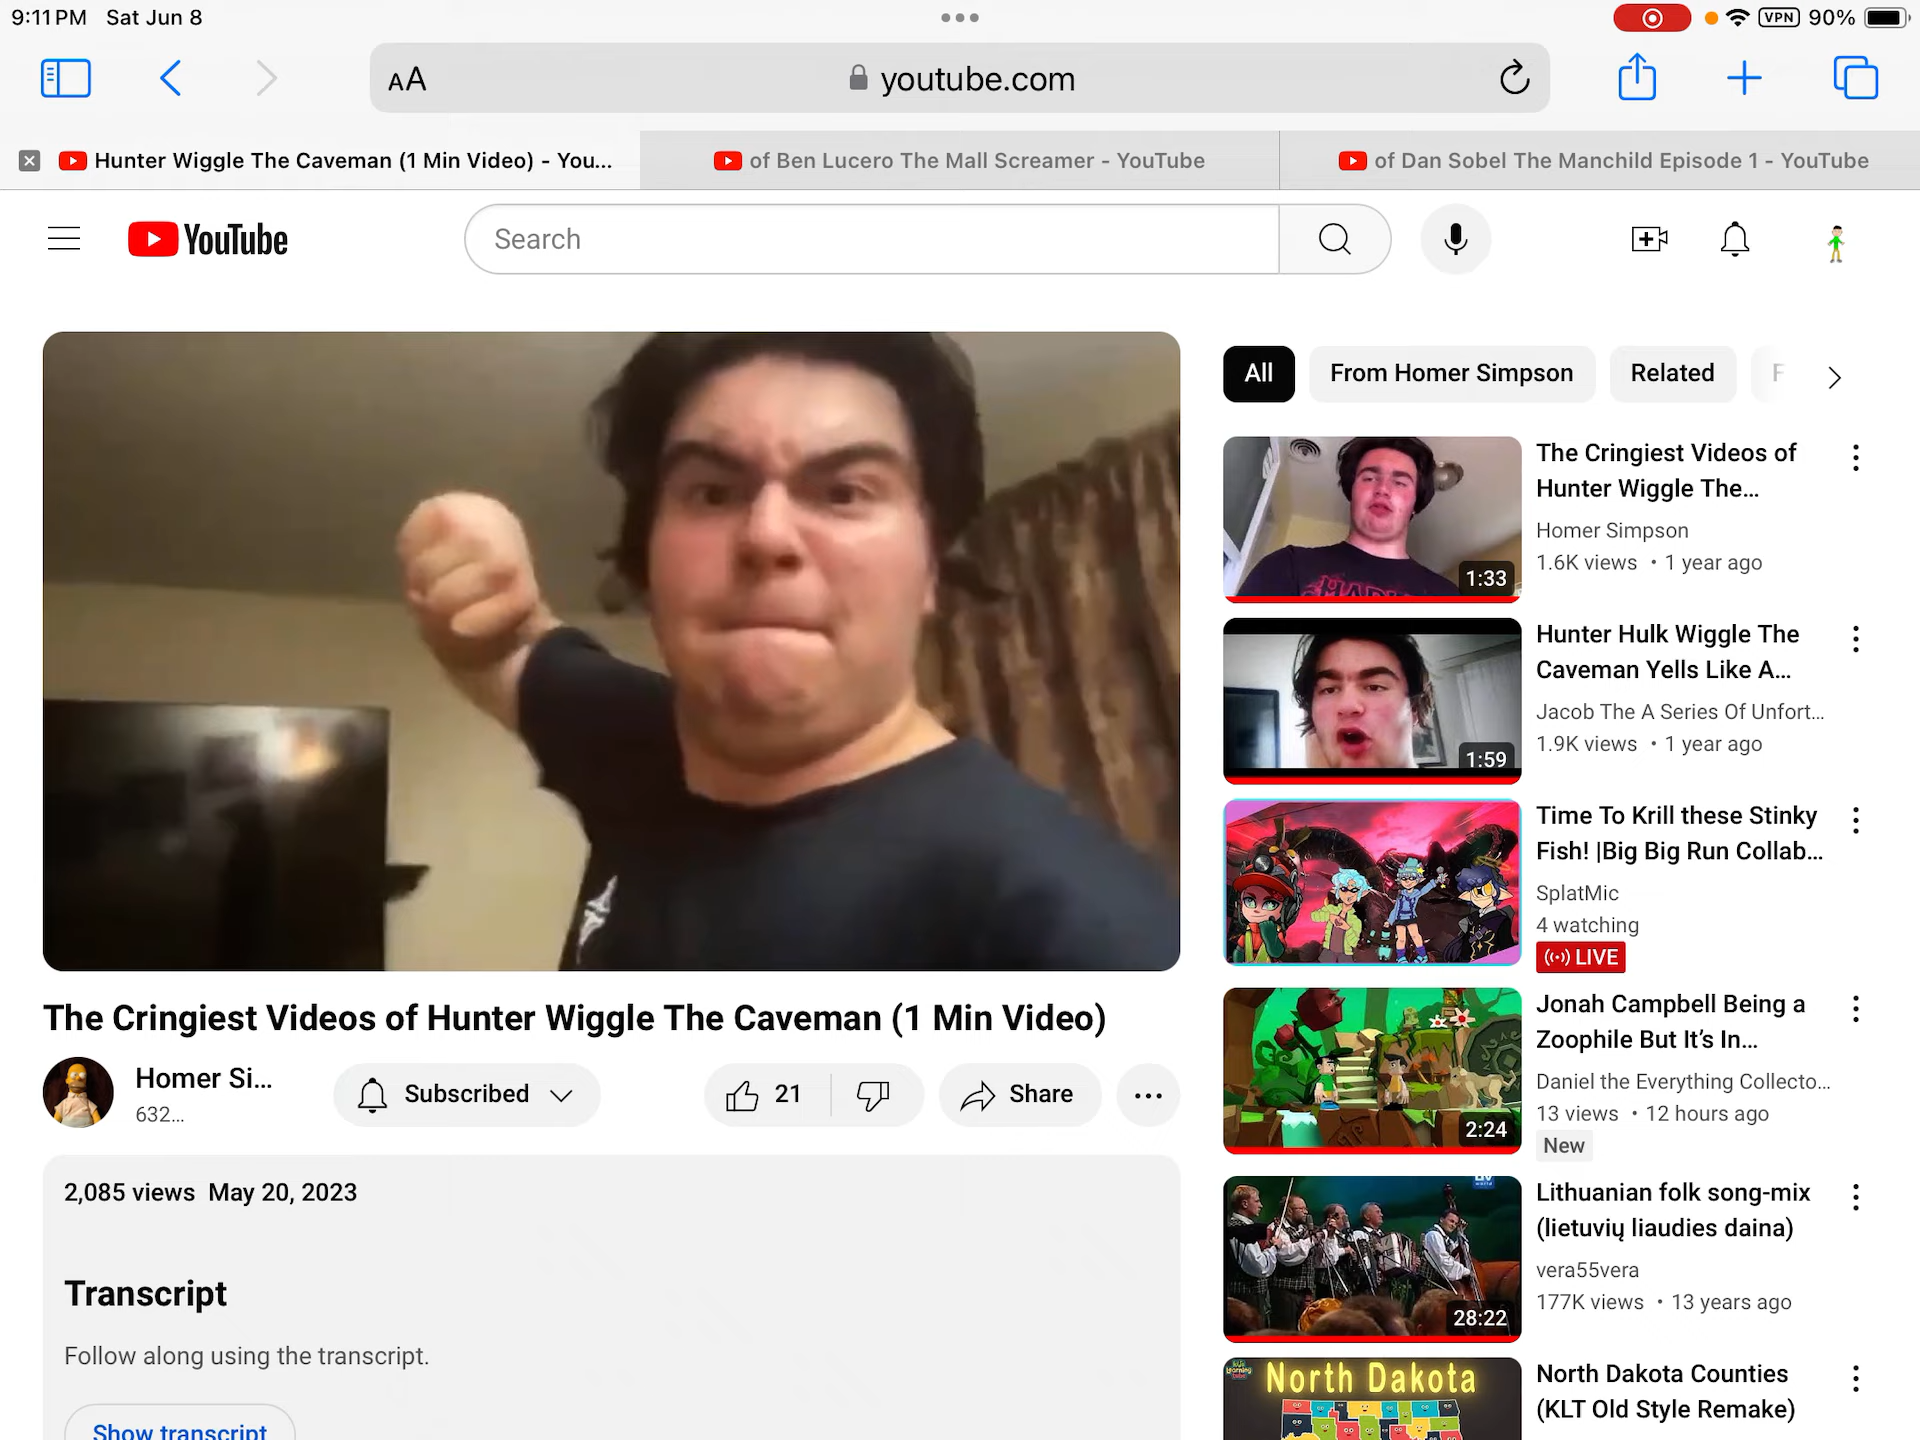 9:11 PM Sat Jun 8
VPN 90%
AA
youtube.com
Hunter Wiggle The Caveman (1 Min Video) - You...
of Ben Lucero The Mall Screamer - YouTube
of Dan Sobel The Manchild Episode 1 - YouTube
YouTube
Search
All
From Homer Simpson
Related
F
The Cringiest Videos of
Hunter Wiggle The...
Homer Simpson
1.6K views • 1 year ago
1:33
Hunter Hulk Wiggle The
Caveman Yells Like A...
Jacob The A Series Of Unfort...
1.9K views • 1 year ago
1:59
Time To Krill these Stinky
Fish! |Big Big Run Collab...
SplatMic
4 watching
LIVE
Jonah Campbell Being a
Zoophile But It's In...
Daniel the Everything Collecto...
13 views • 12 hours ago
New
2:24
Lithuanian folk song-mix
(lietuvių liaudies daina)
vera55vera
177K views • 13 years ago
28:22
North Dakota
North Dakota Counties
(KLT Old Style Remake)
The Cringiest Videos of Hunter Wiggle The Caveman (1 Min Video)
Homer Si...
632...
Subscribed
21
Share
2,085 views May 20, 2023
Transcript
Follow along using the transcript.
Show transcript